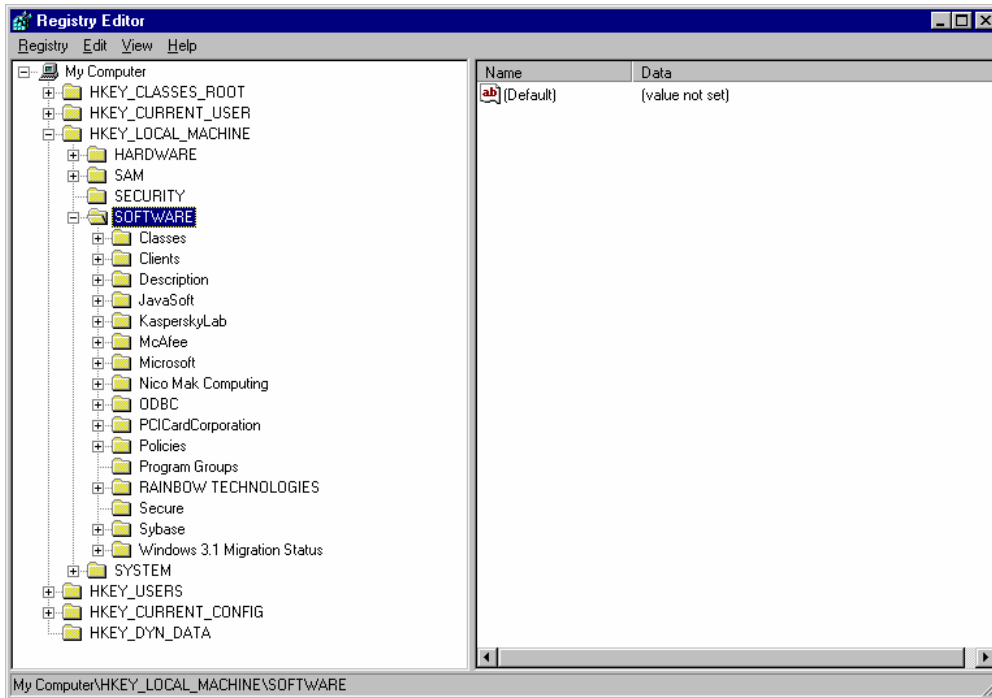 Registry Editor
Registry Edit View Help
My Computer
HKEY_CLASSES_ROOT
HKEY_CURRENT_USER
HKEY_LOCAL_MACHINE
HARDWARE
SAM
SECURITY
SOFTWARE
Classes
Clients
Description
JavaSoft
KasperskyLab
McAfee
Microsoft
Nico Mak Computing
ODBC
PCICardCorporation
Policies
Program Groups
RAINBOW TECHNOLOGIES
Secure
Sybase
Windows 3.1 Migration Status
SYSTEM
HKEY_USERS
HKEY_CURRENT_CONFIG
HKEY_DYN_DATA
Name Data
ab (Default) (value not set)
My Computer\HKEY_LOCAL_MACHINE\SOFTWARE